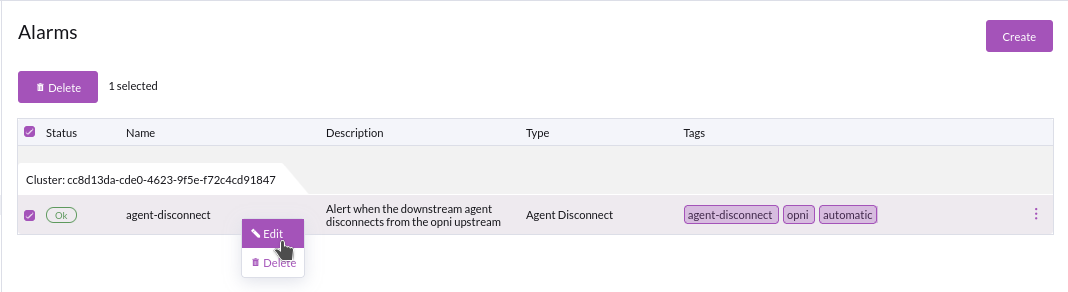 Alarms
Create
Delete 1 selected
Status Name Description Type Tags
Cluster: cc8d13da-cde0-4623-9f5e-f72c4cd91847
Ok agent-disconnect Alert when the downstream agent disconnects from the opni upstream Agent Disconnect agent-disconnect opni automatic
Edit
Delete